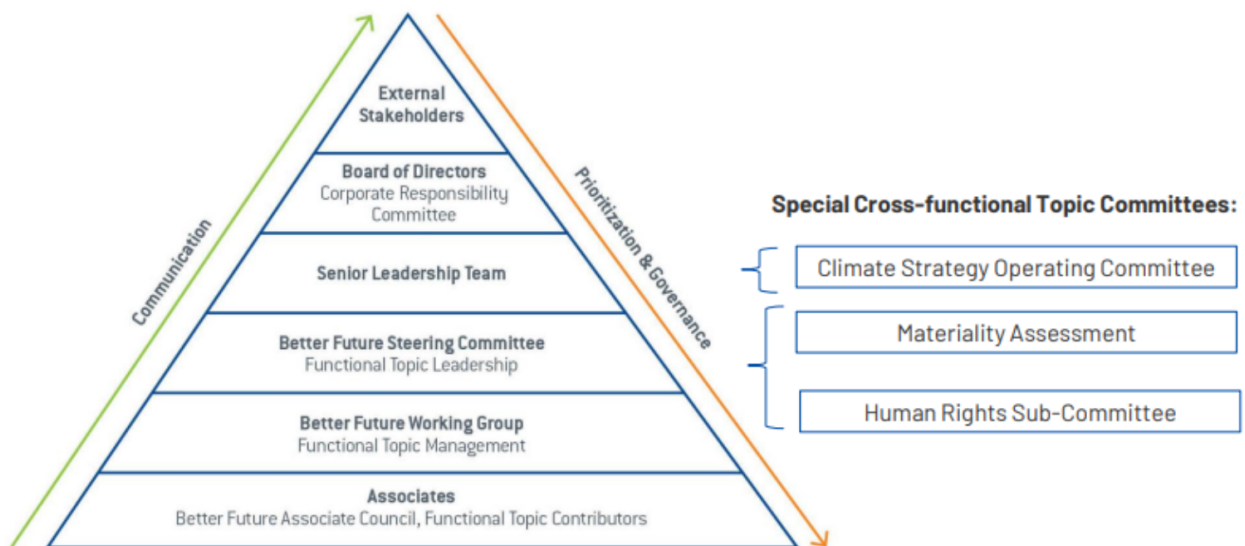 External
Stakeholders
Board of Directors
Corporate Responsibility
Committee
Senior Leadership Team
Better Future Steering Committee
Functional Topic Leadership
Better Future Working Group
Functional Topic Management
Associates
Better Future Associate Council, Functional Topic Contributors
Communication
Prioritization & Governance
Special Cross-functional Topic Committees:
Climate Strategy Operating Committee
Materiality Assessment
Human Rights Sub-Committee